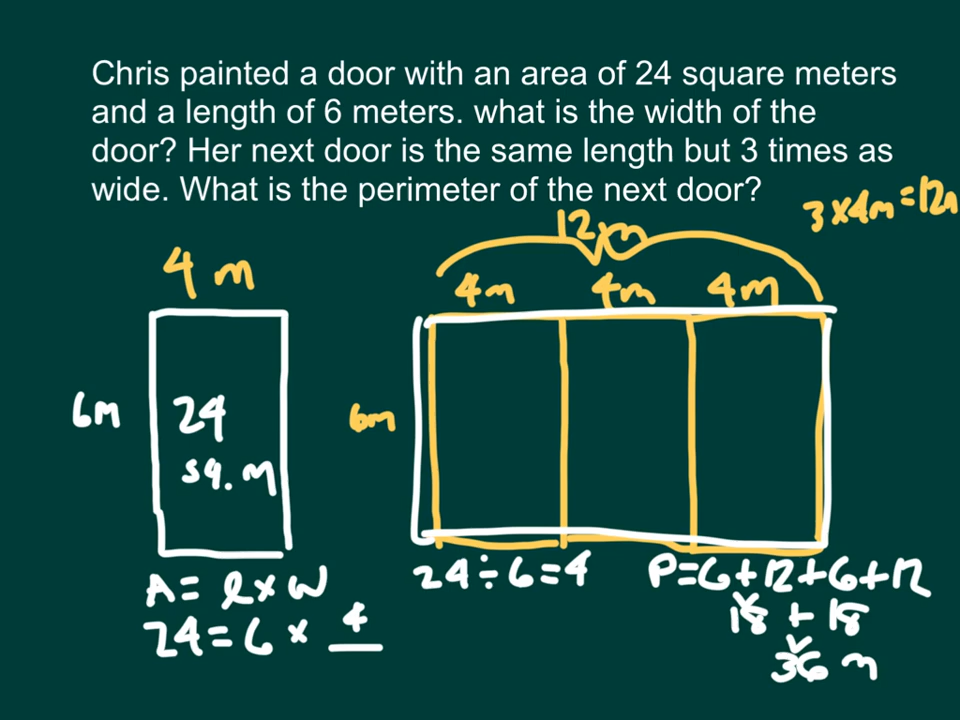 Chris painted a door with an area of 24 square meters
and a length of 6 meters. what is the width of the
door? Her next door is the same length but 3 times as
wide. What is the perimeter of the next door?
3×4m=12m
12m
4 m
4m 4m 4m
6m
24
sq. m
6m
A= l×w
24=6×4
24÷6=4
P=6+12+6+12
18 + 18
36 m